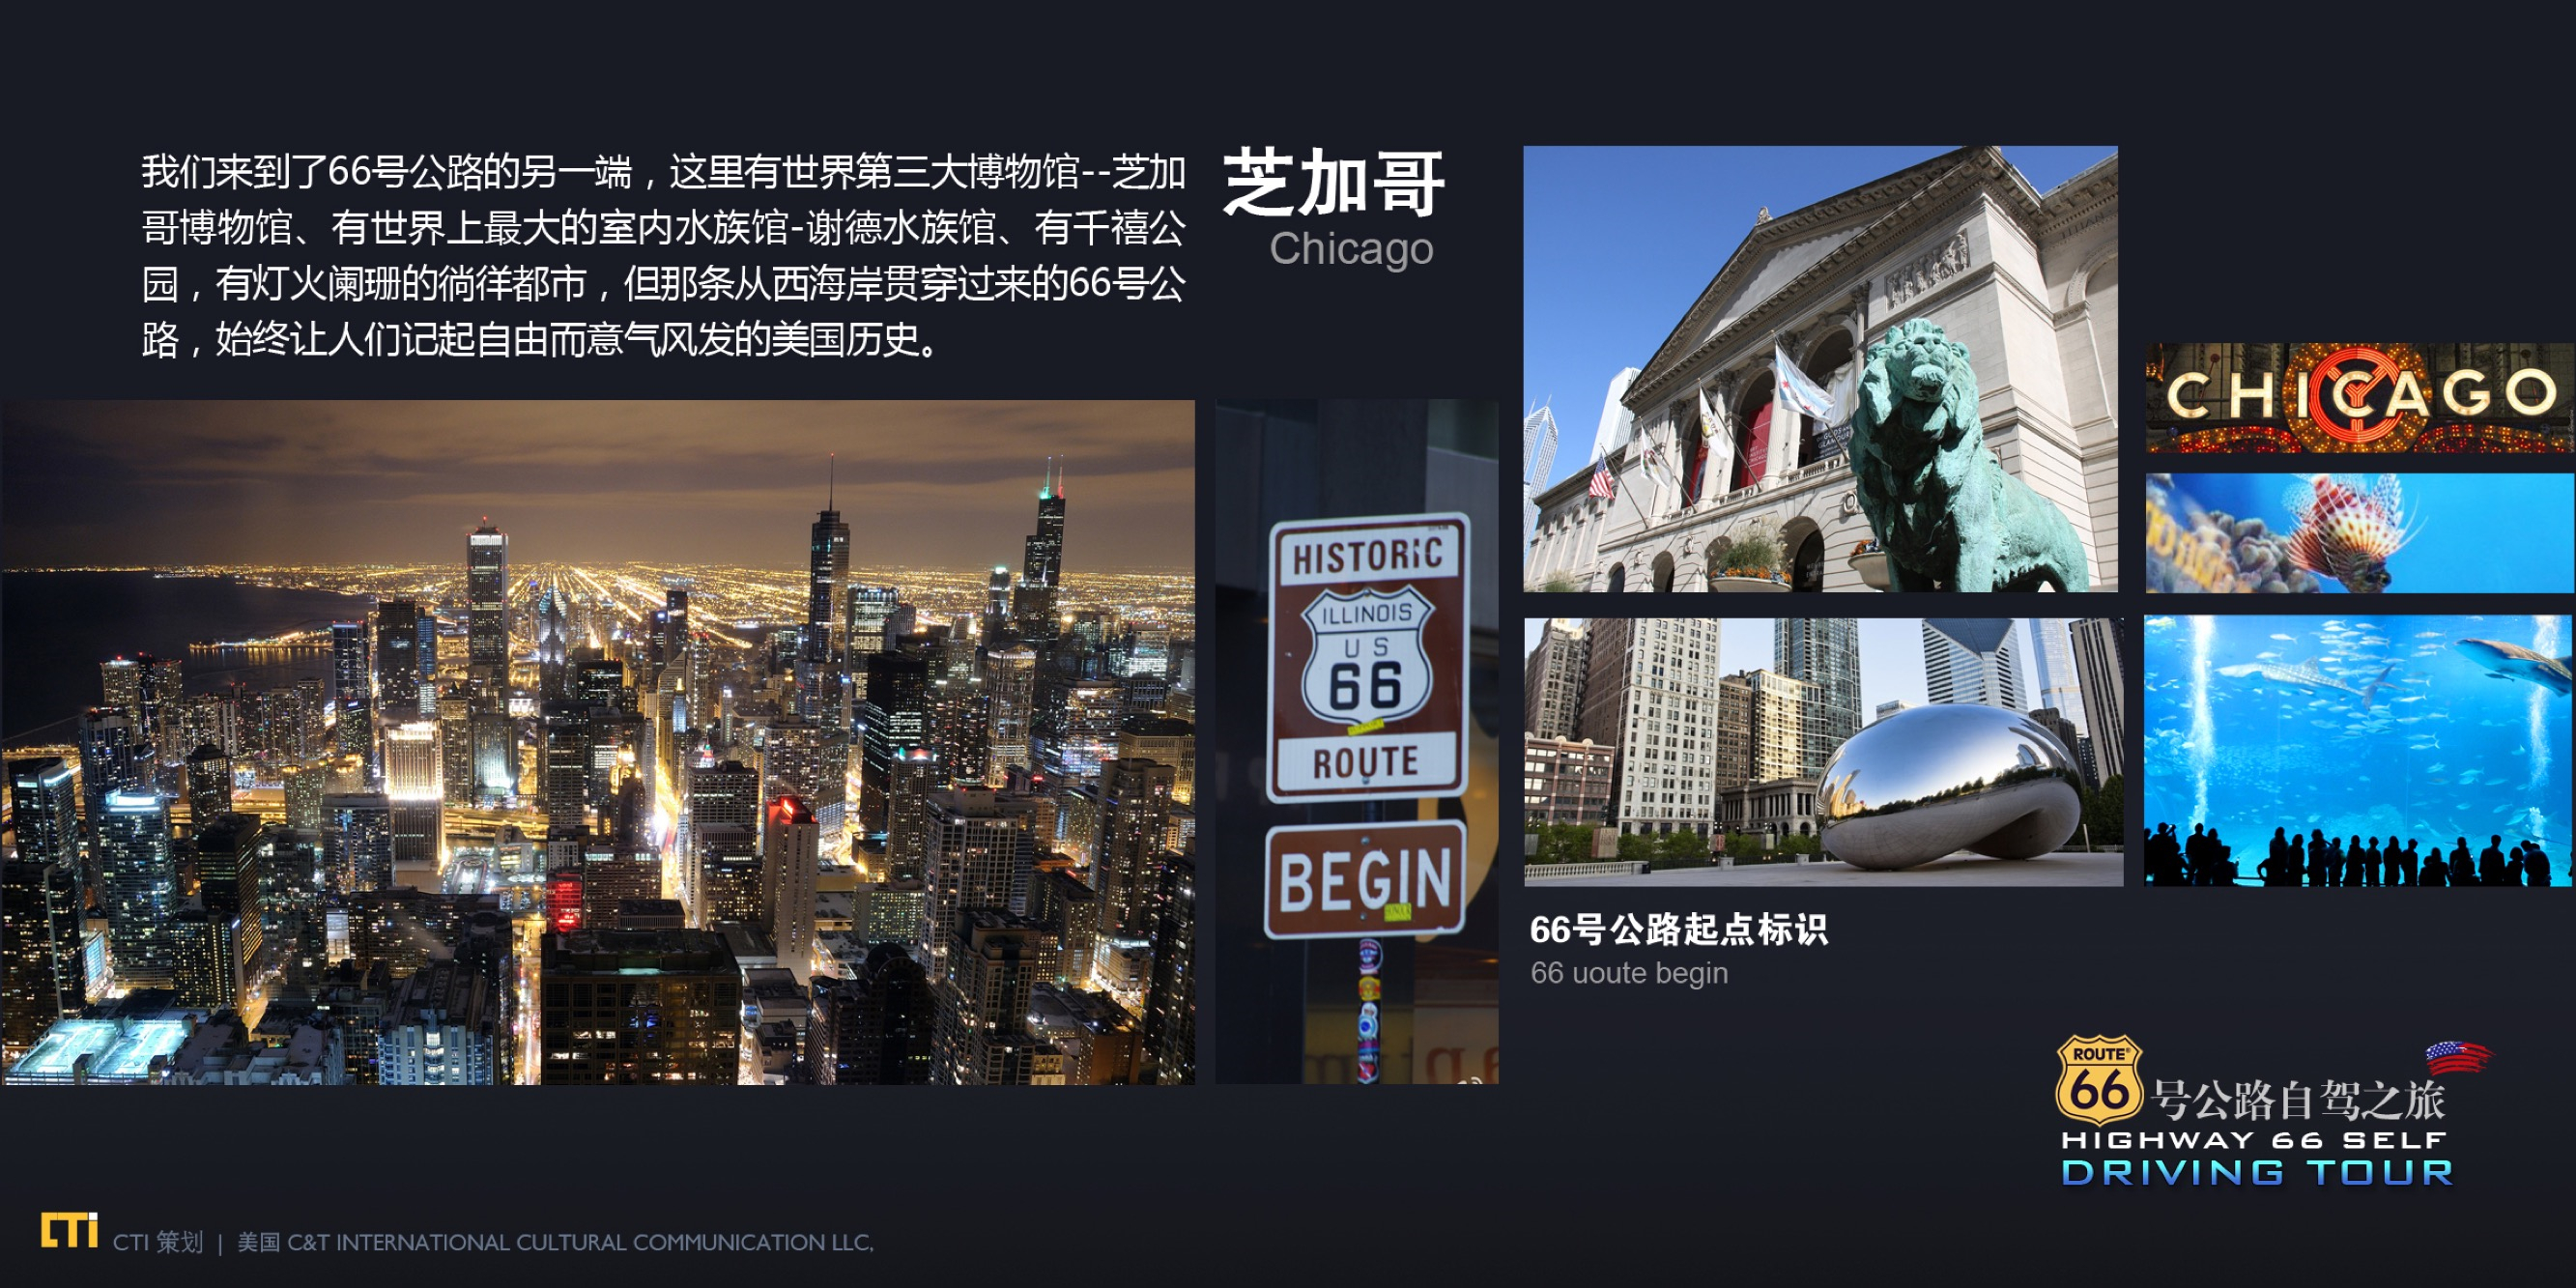 我们来到了66号公路的另一端，这里有世界第三大博物馆--芝加
哥博物馆、有世界上最大的室内水族馆-谢德水族馆、有千禧公
园，有灯火阑珊的徜徉都市，但那条从西海岸贯穿过来的66号公
路，始终让人们记起自由而意气风发的美国历史。
芝加哥
Chicago
HISTORIC
ILLINOIS
US
66
ROUTE
BEGIN
CHICAGO
66号公路起点标识
66 uoute begin
ROUTE
66
号公路自驾之旅
HIGHWAY 66 SELF
DRIVING TOUR
CTI
CTI 策划 | 美国 C&T INTERNATIONAL CULTURAL COMMUNICATION LLC,